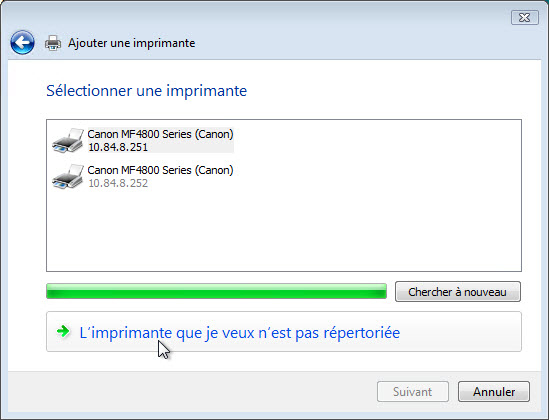 Ajouter une imprimante
Sélectionner une imprimante
Canon MF4800 Series (Canon)
10.84.8.251
Canon MF4800 Series (Canon)
10.84.8.252
Chercher à nouveau
L'imprimante que je veux n'est pas répertoriée
Suivant
Annuler